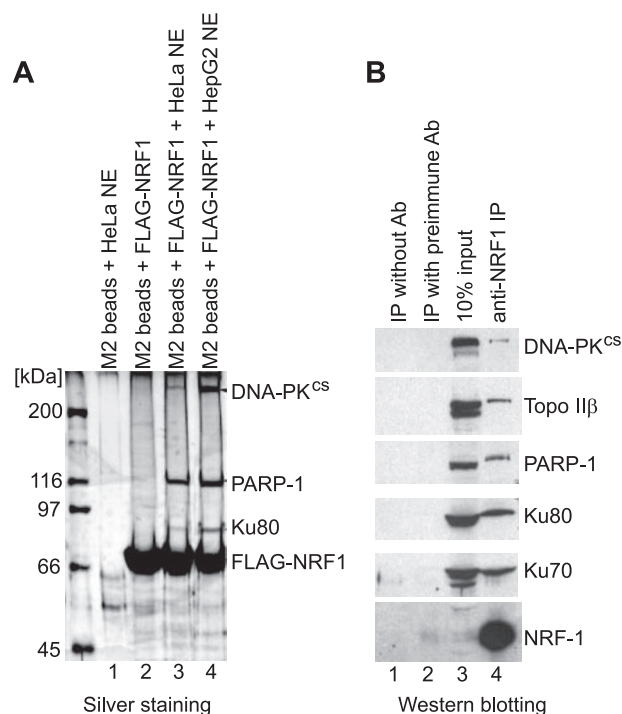 A
M2 beads + HeLa NE
M2 beads + FLAG-NRF1
M2 beads + FLAG-NRF1 + HeLa NE
M2 beads + FLAG-NRF1 + HepG2 NE
[kDa]
200
116
97
66
45
DNA-PKcs
PARP-1
Ku80
FLAG-NRF1
1 2 3 4
Silver staining
B
IP without Ab
IP with preimmune Ab
10% input
anti-NRF1 IP
DNA-PKcs
Topo IIβ
PARP-1
Ku80
Ku70
NRF-1
1 2 3 4
Western blotting